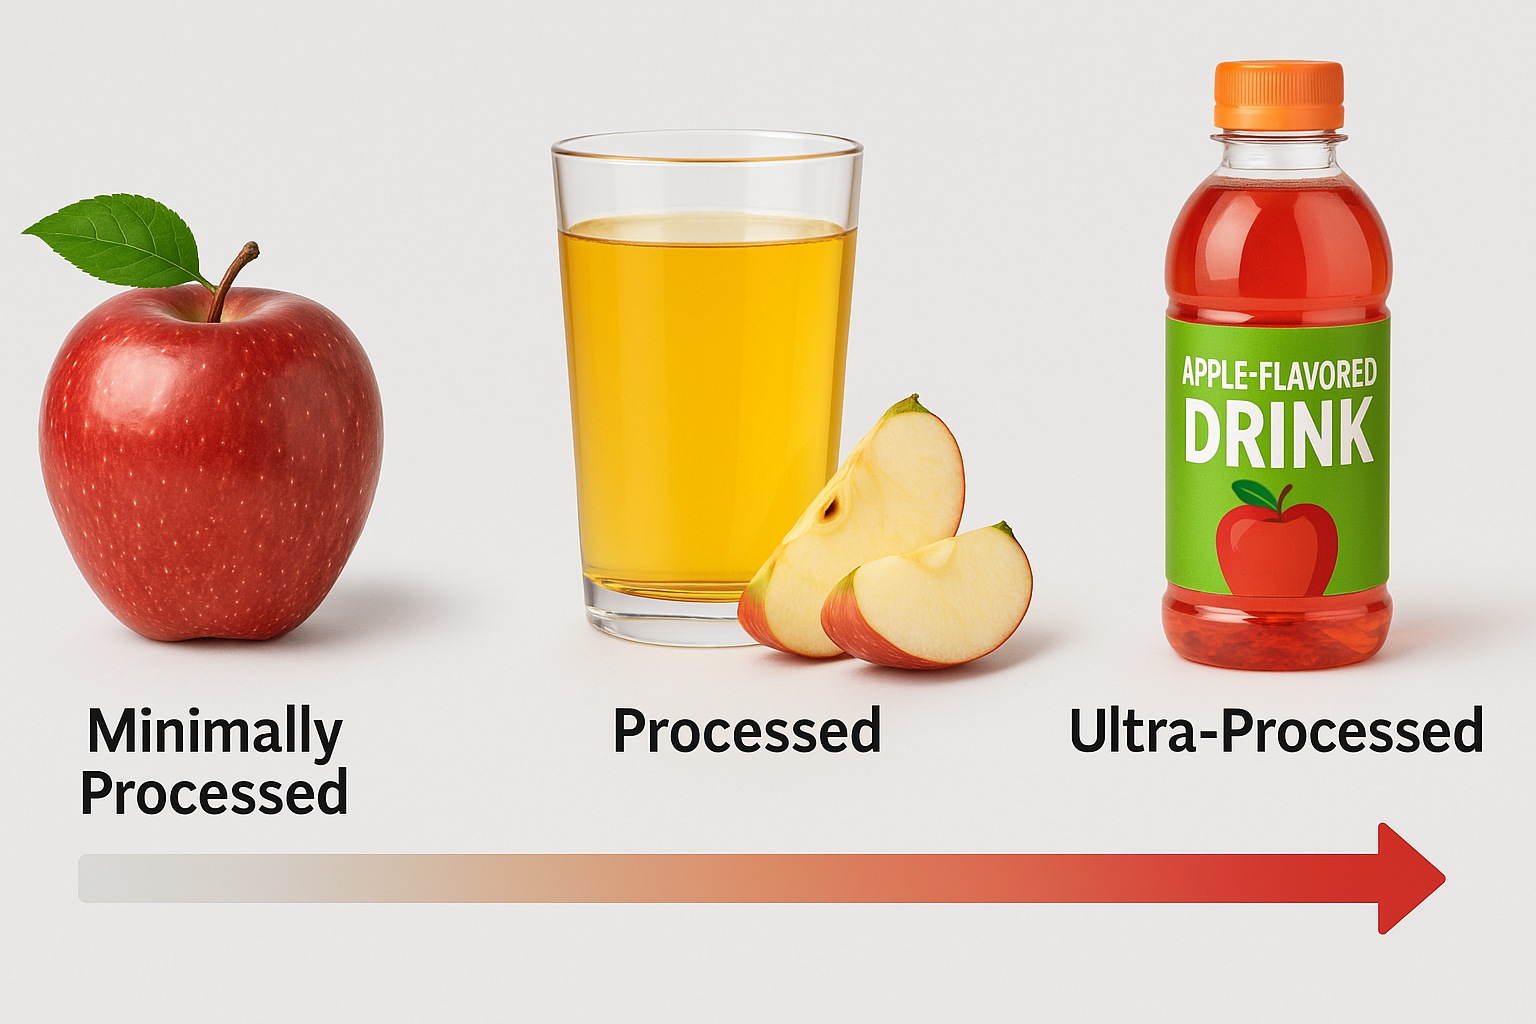 APPLE-FLAVORED
DRINK
Minimally
Processed
Processed
Ultra-Processed